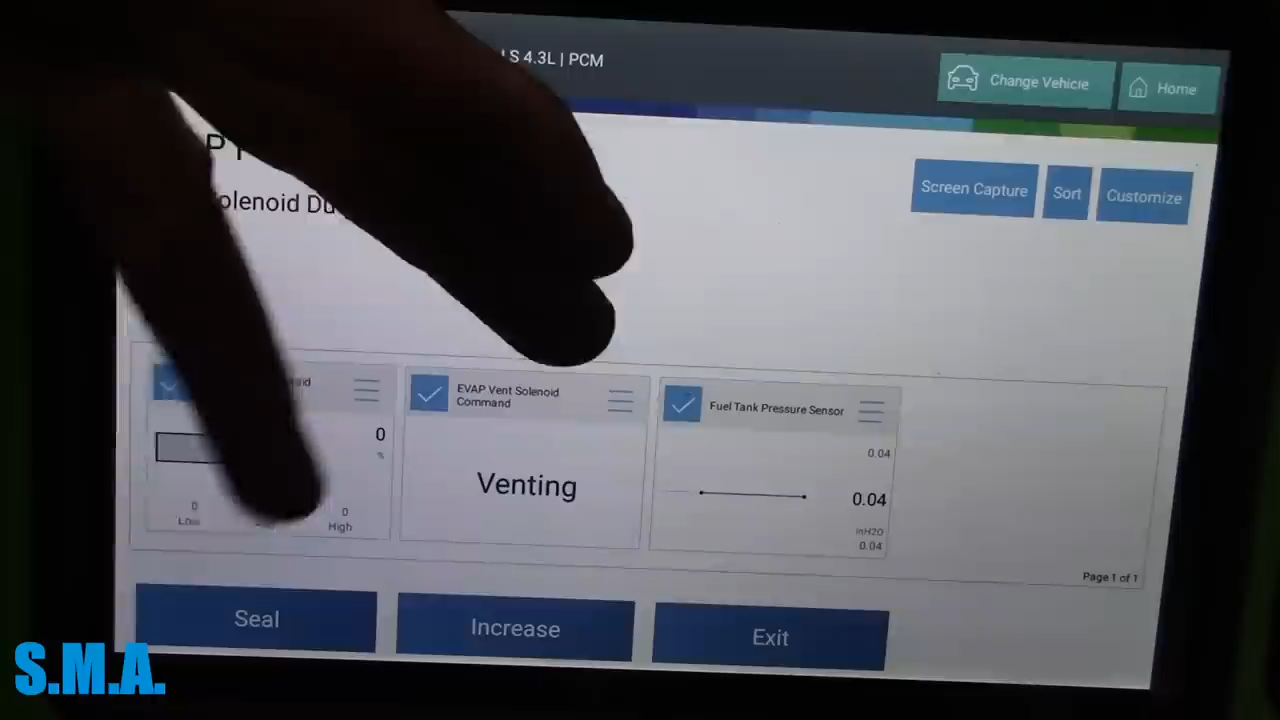 S 4.3L | PCM
Change Vehicle
Home
Screen Capture
Sort
Customize
EVAP Vent Solenoid
Command
Fuel Tank Pressure Sensor
0
%
0
Low
0
High
Venting
0.04
0.04
inH2O
0.04
Page 1 of 1
Seal
Increase
Exit
S.M.A.